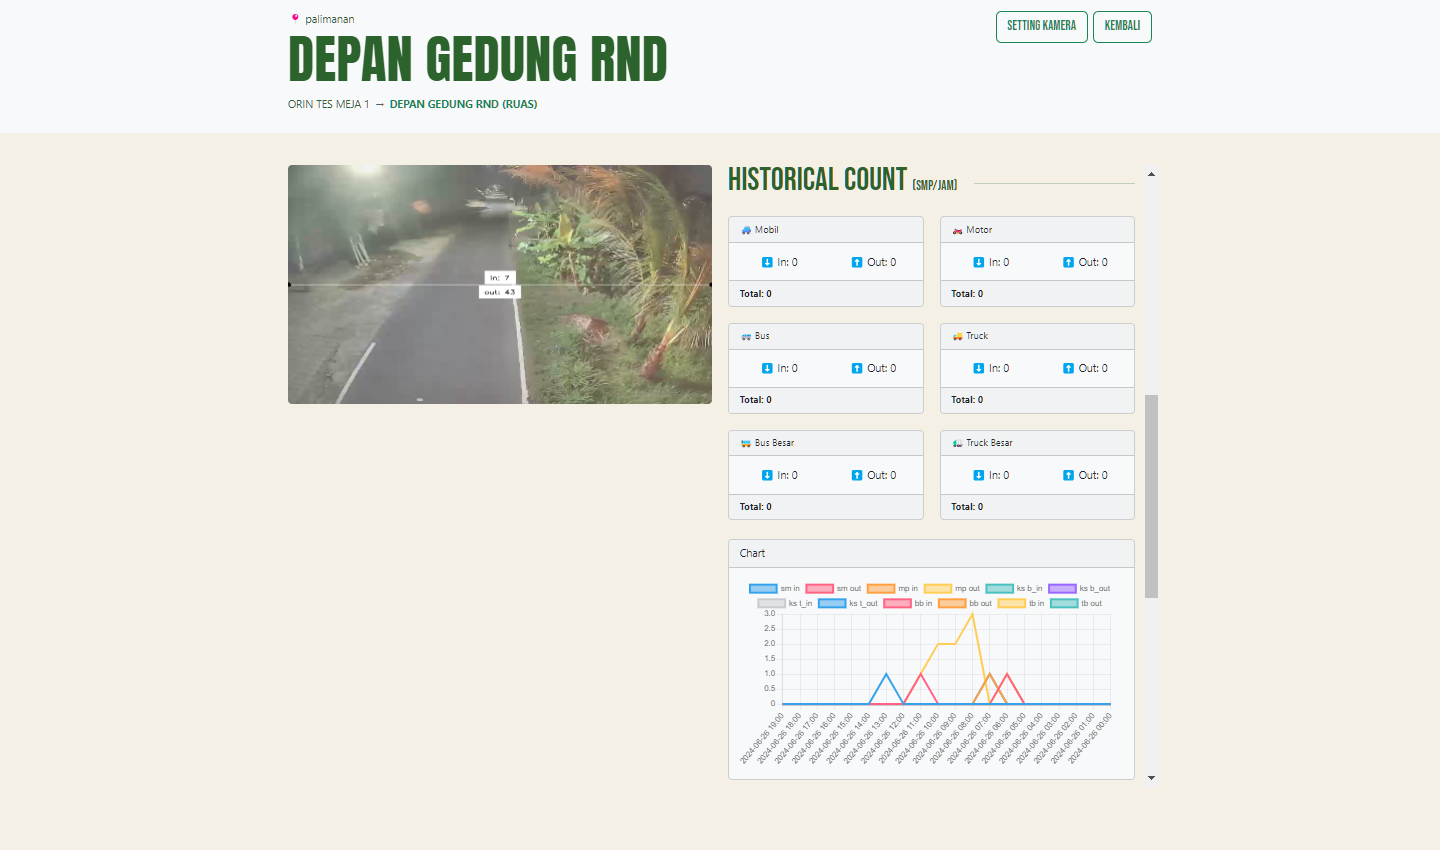 palimanan
SETTING KAMERA
KEMBALI
DEPAN GEDUNG RND
ORIN TES MEJA 1 → DEPAN GEDUNG RND (RUAS)
in: 7
out: 43
HISTORICAL COUNT (SMP/JAM)
Mobil
In: 0 Out: 0
Total: 0
Motor
In: 0 Out: 0
Total: 0
Bus
In: 0 Out: 0
Total: 0
Truck
In: 0 Out: 0
Total: 0
Bus Besar
In: 0 Out: 0
Total: 0
Truck Besar
In: 0 Out: 0
Total: 0
Chart
sm in sm out mp in mp out ks b_in ks b_out
ks t_in ks t_out bb in bb out tb in tb out
3.0
2.5
2.0
1.5
1.0
0.5
0
2024-06-26 19:00
2024-06-26 18:00
2024-06-26 17:00
2024-06-26 16:00
2024-06-26 15:00
2024-06-26 14:00
2024-06-26 13:00
2024-06-26 12:00
2024-06-26 11:00
2024-06-26 10:00
2024-06-26 09:00
2024-06-26 08:00
2024-06-26 07:00
2024-06-26 06:00
2024-06-26 05:00
2024-06-26 04:00
2024-06-26 03:00
2024-06-26 02:00
2024-06-26 01:00
2024-06-26 00:00